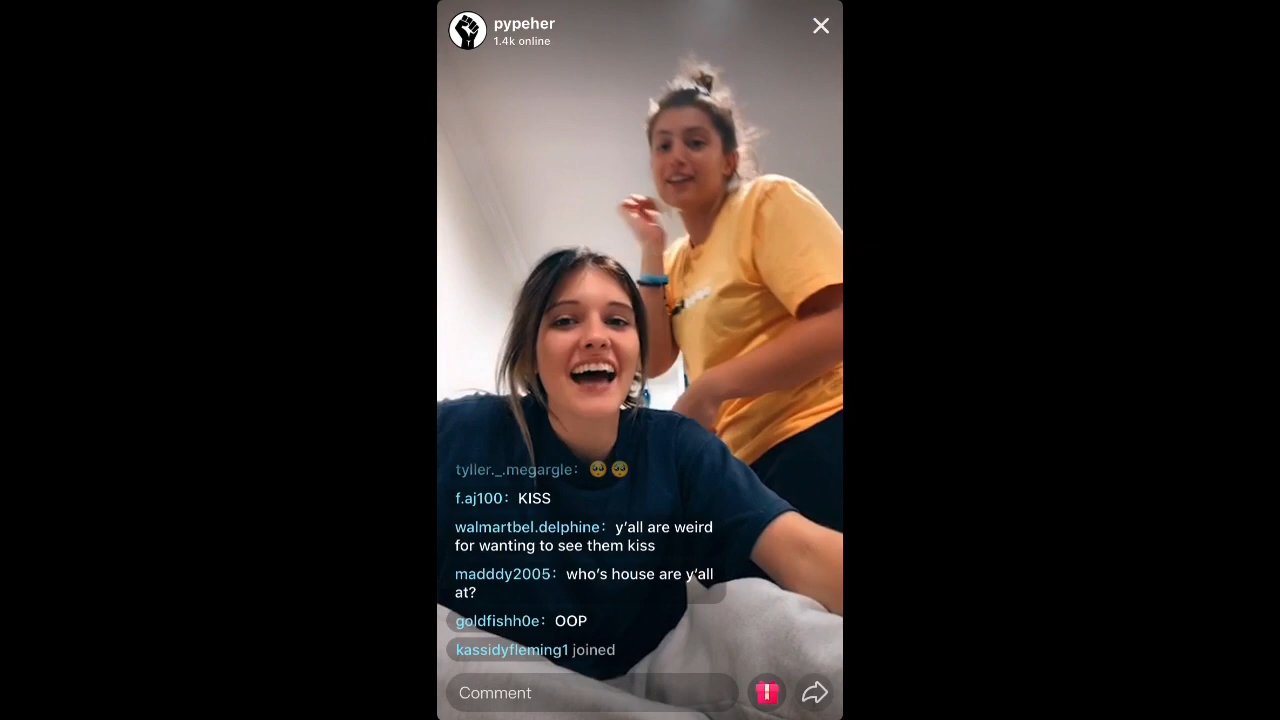 pypeher
1.4k online
tyller._.megargle: 🥺🥺
f.aj100: KISS
walmartbel.delphine: y’all are weird
for wanting to see them kiss
madddy2005: who’s house are y’all
at?
goldfishh0e: OOP
kassidyfleming1 joined
Comment